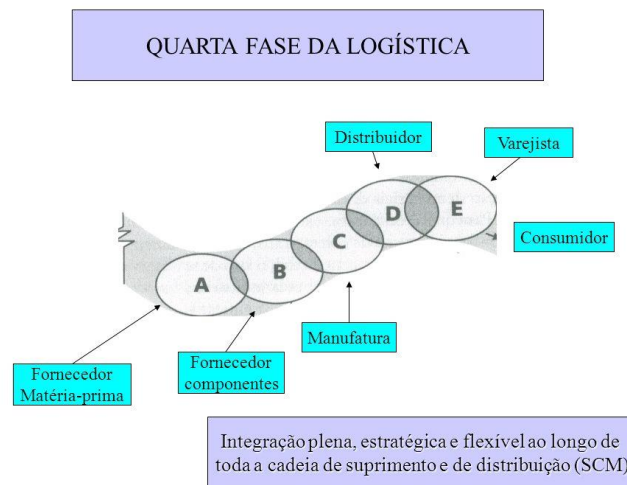 QUARTA FASE DA LOGÍSTICA
Distribuidor
Varejista
D
E
C
Consumidor
B
A
Manufatura
Fornecedor
componentes
Fornecedor
Matéria-prima
Integração plena, estratégica e flexível ao longo de
toda a cadeia de suprimento e de distribuição (SCM)